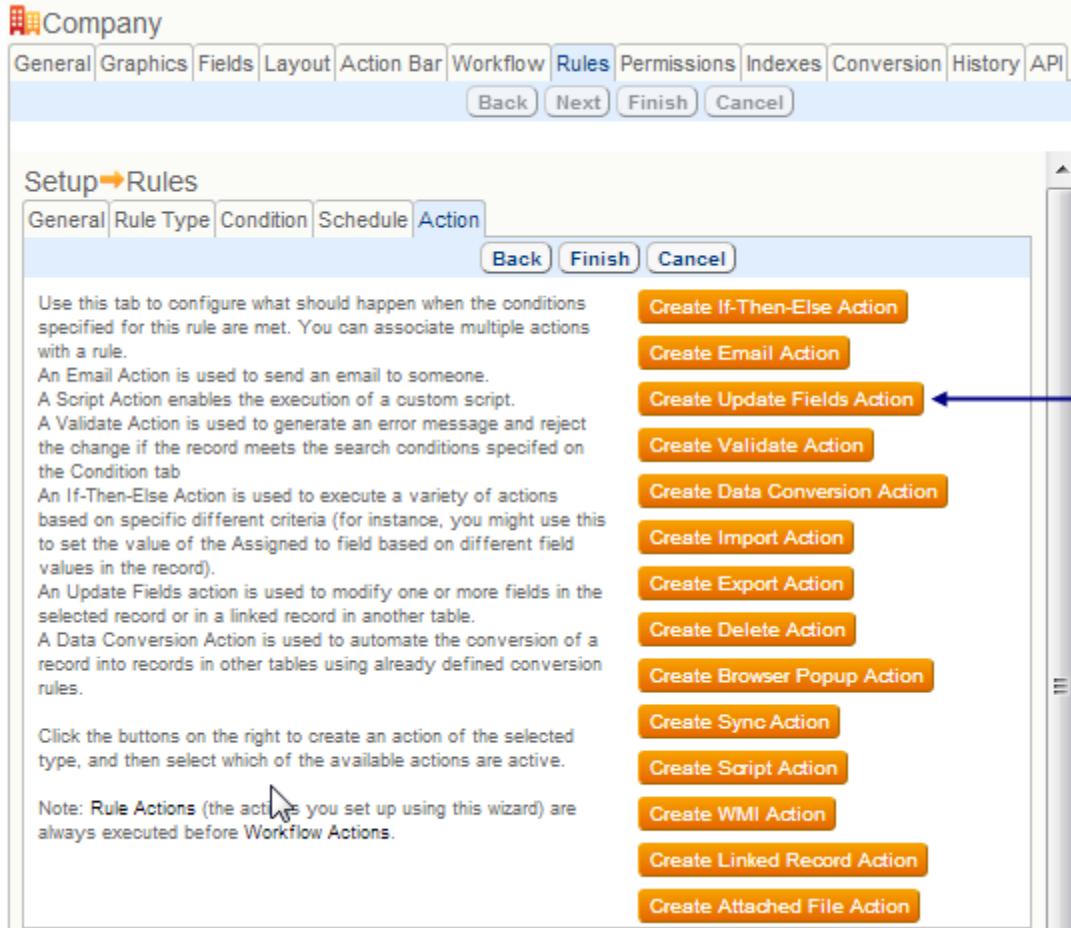 Company
General Graphics Fields Layout Action Bar Workflow Rules Permissions Indexes Conversion History API
Back Next Finish Cancel
Setup➡Rules
General Rule Type Condition Schedule Action
Back Finish Cancel
Use this tab to configure what should happen when the conditions
specified for this rule are met. You can associate multiple actions
with a rule.
An Email Action is used to send an email to someone.
A Script Action enables the execution of a custom script.
A Validate Action is used to generate an error message and reject
the change if the record meets the search conditions specifed on
the Condition tab
An If-Then-Else Action is used to execute a variety of actions
based on specific different criteria (for instance, you might use this
to set the value of the Assigned to field based on different field
values in the record).
An Update Fields action is used to modify one or more fields in the
selected record or in a linked record in another table.
A Data Conversion Action is used to automate the conversion of a
record into records in other tables using already defined conversion
rules.
Click the buttons on the right to create an action of the selected
type, and then select which of the available actions are active.
Note: Rule Actions (the actions you set up using this wizard) are
always executed before Workflow Actions.
Create If-Then-Else Action
Create Email Action
Create Update Fields Action
Create Validate Action
Create Data Conversion Action
Create Import Action
Create Export Action
Create Delete Action
Create Browser Popup Action
Create Sync Action
Create Script Action
Create WMI Action
Create Linked Record Action
Create Attached File Action